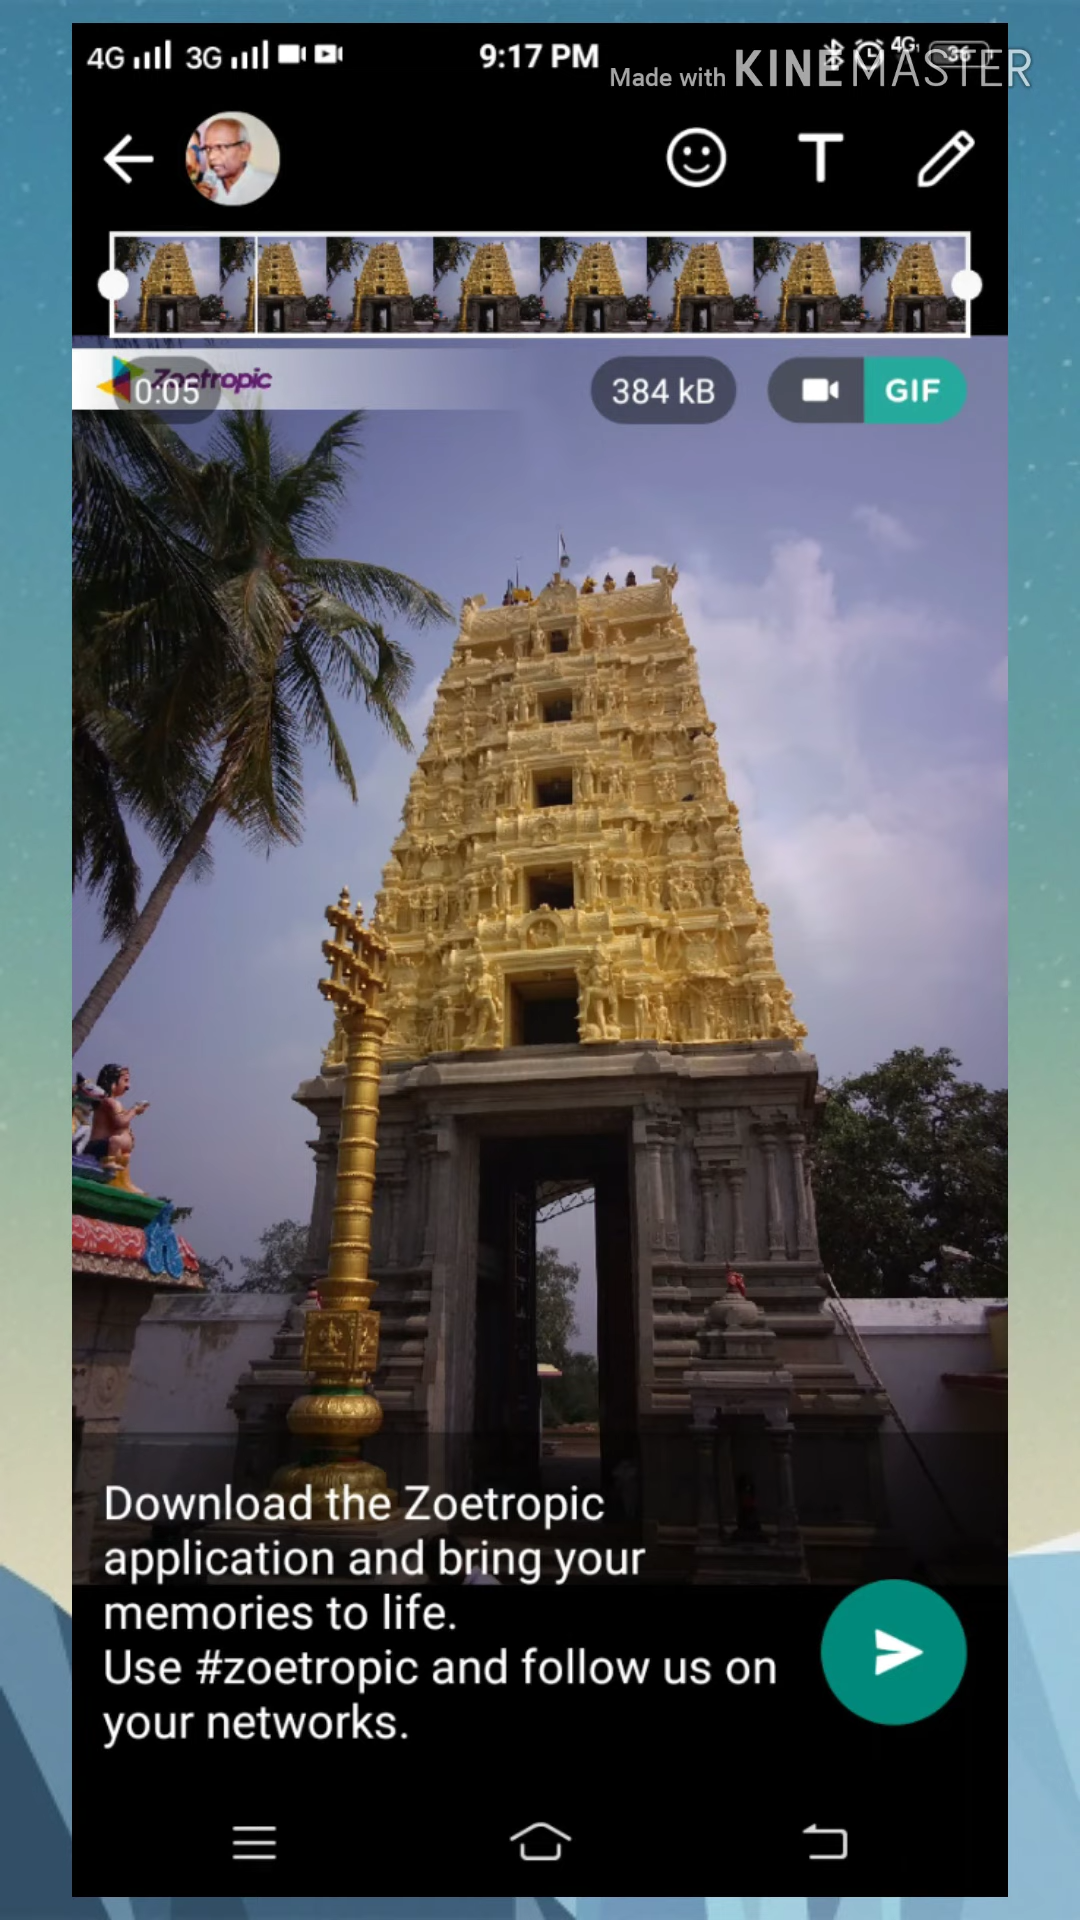 4G 3G 9:17 PM 4G 36
Made with KINEMASTER
Zoetropic
0:05 384 kB GIF
Download the Zoetropic
application and bring your
memories to life.
Use #zoetropic and follow us on
your networks.